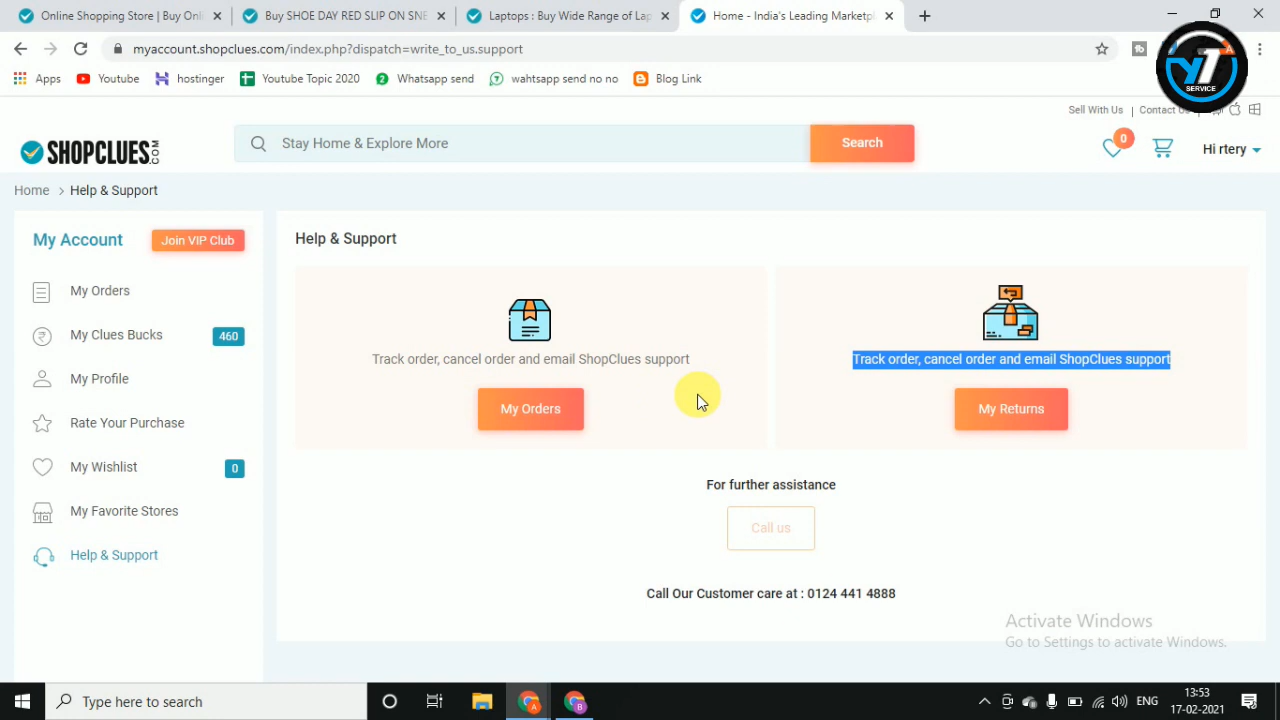 Online Shopping Store | Buy Onl
Buy SHOE DAY RED SLIP ON SNE
Laptops : Buy Wide Range of Lap
Home - India's Leading Marketpl
myaccount.shopclues.com/index.php?dispatch=write_to_us.support
Apps
Youtube
hostinger
Youtube Topic 2020
Whatsapp send
wahtsapp send no no
Blog Link
SERVICE
Sell With Us | Contact Us
SHOPCLUES.COM
Stay Home & Explore More
Search
0
Hi rtery
Home > Help & Support
My Account
Join VIP Club
My Orders
My Clues Bucks 460
My Profile
Rate Your Purchase
My Wishlist 0
My Favorite Stores
Help & Support
Help & Support
Track order, cancel order and email ShopClues support
My Orders
Track order, cancel order and email ShopClues support
My Returns
For further assistance
Call us
Call Our Customer care at : 0124 441 4888
Activate Windows
Go to Settings to activate Windows.
Type here to search
ENG
13:53
17-02-2021